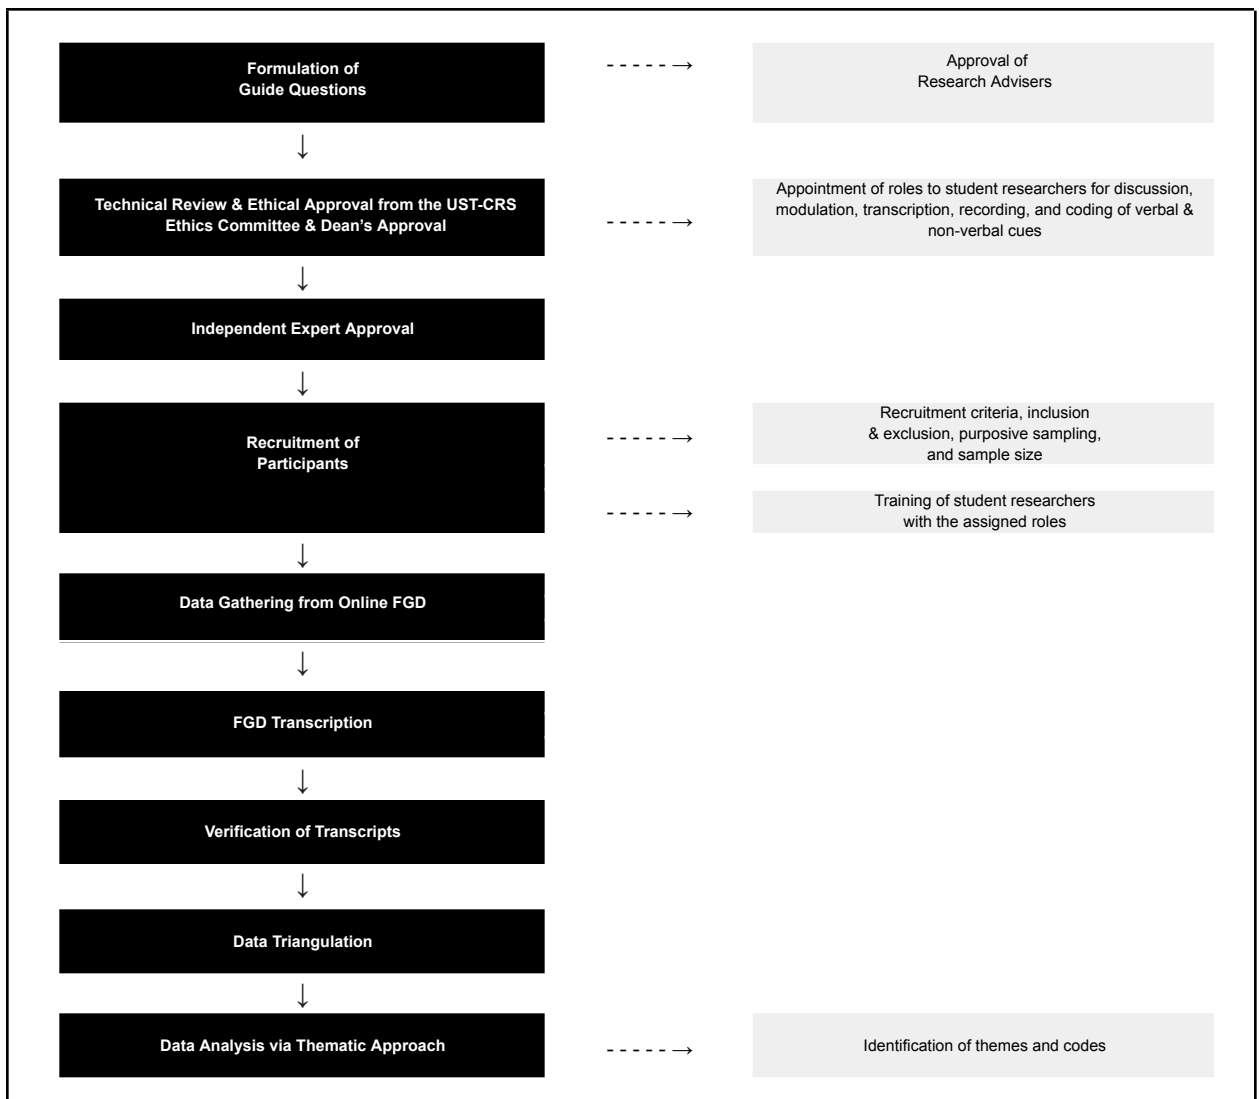 Formulation of
Guide Questions
Approval of
Research Advisers
Technical Review & Ethical Approval from the UST-CRS
Ethics Committee & Dean’s Approval
Appointment of roles to student researchers for discussion,
modulation, transcription, recording, and coding of verbal &
non-verbal cues
Independent Expert Approval
Recruitment of
Participants
Recruitment criteria, inclusion
& exclusion, purposive sampling,
and sample size
Training of student researchers
with the assigned roles
Data Gathering from Online FGD
FGD Transcription
Verification of Transcripts
Data Triangulation
Data Analysis via Thematic Approach
Identification of themes and codes